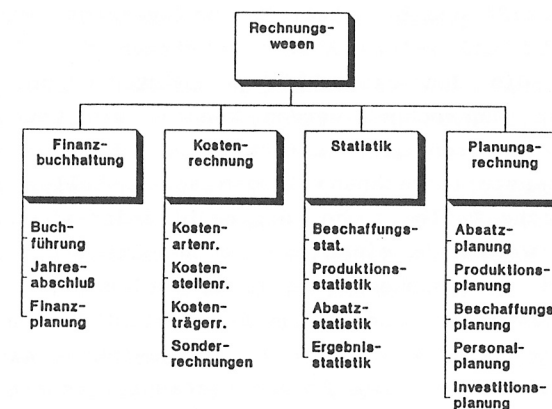 Rechnungs-
wesen
Finanz-
buchhaltung
Buch-
führung
Jahres-
abschluß
Finanz-
planung
Kosten-
rechnung
Kosten-
artenr.
Kosten-
stellenr.
Kosten-
trägerr.
Sonder-
rechnungen
Statistik
Beschaffungs-
stat.
Produktions-
statistik
Absatz-
statistik
Ergebnis-
statistik
Planungs-
rechnung
Absatz-
planung
Produktions-
planung
Beschaffungs
planung
Personal-
planung
Investitions-
planung